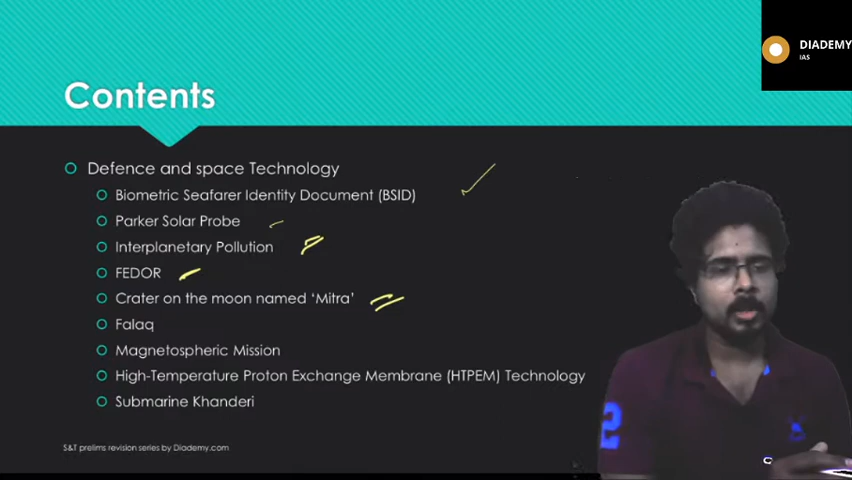 DIADEMY
IAS
Contents
Defence and space Technology
Biometric Seafarer Identity Document (BSID)
Parker Solar Probe
Interplanetary Pollution
FEDOR
Crater on the moon named ‘Mitra’
Falaq
Magnetospheric Mission
High-Temperature Proton Exchange Membrane (HTPEM) Technology
Submarine Khanderi
2
S&T prelims revision series by Diademy.com